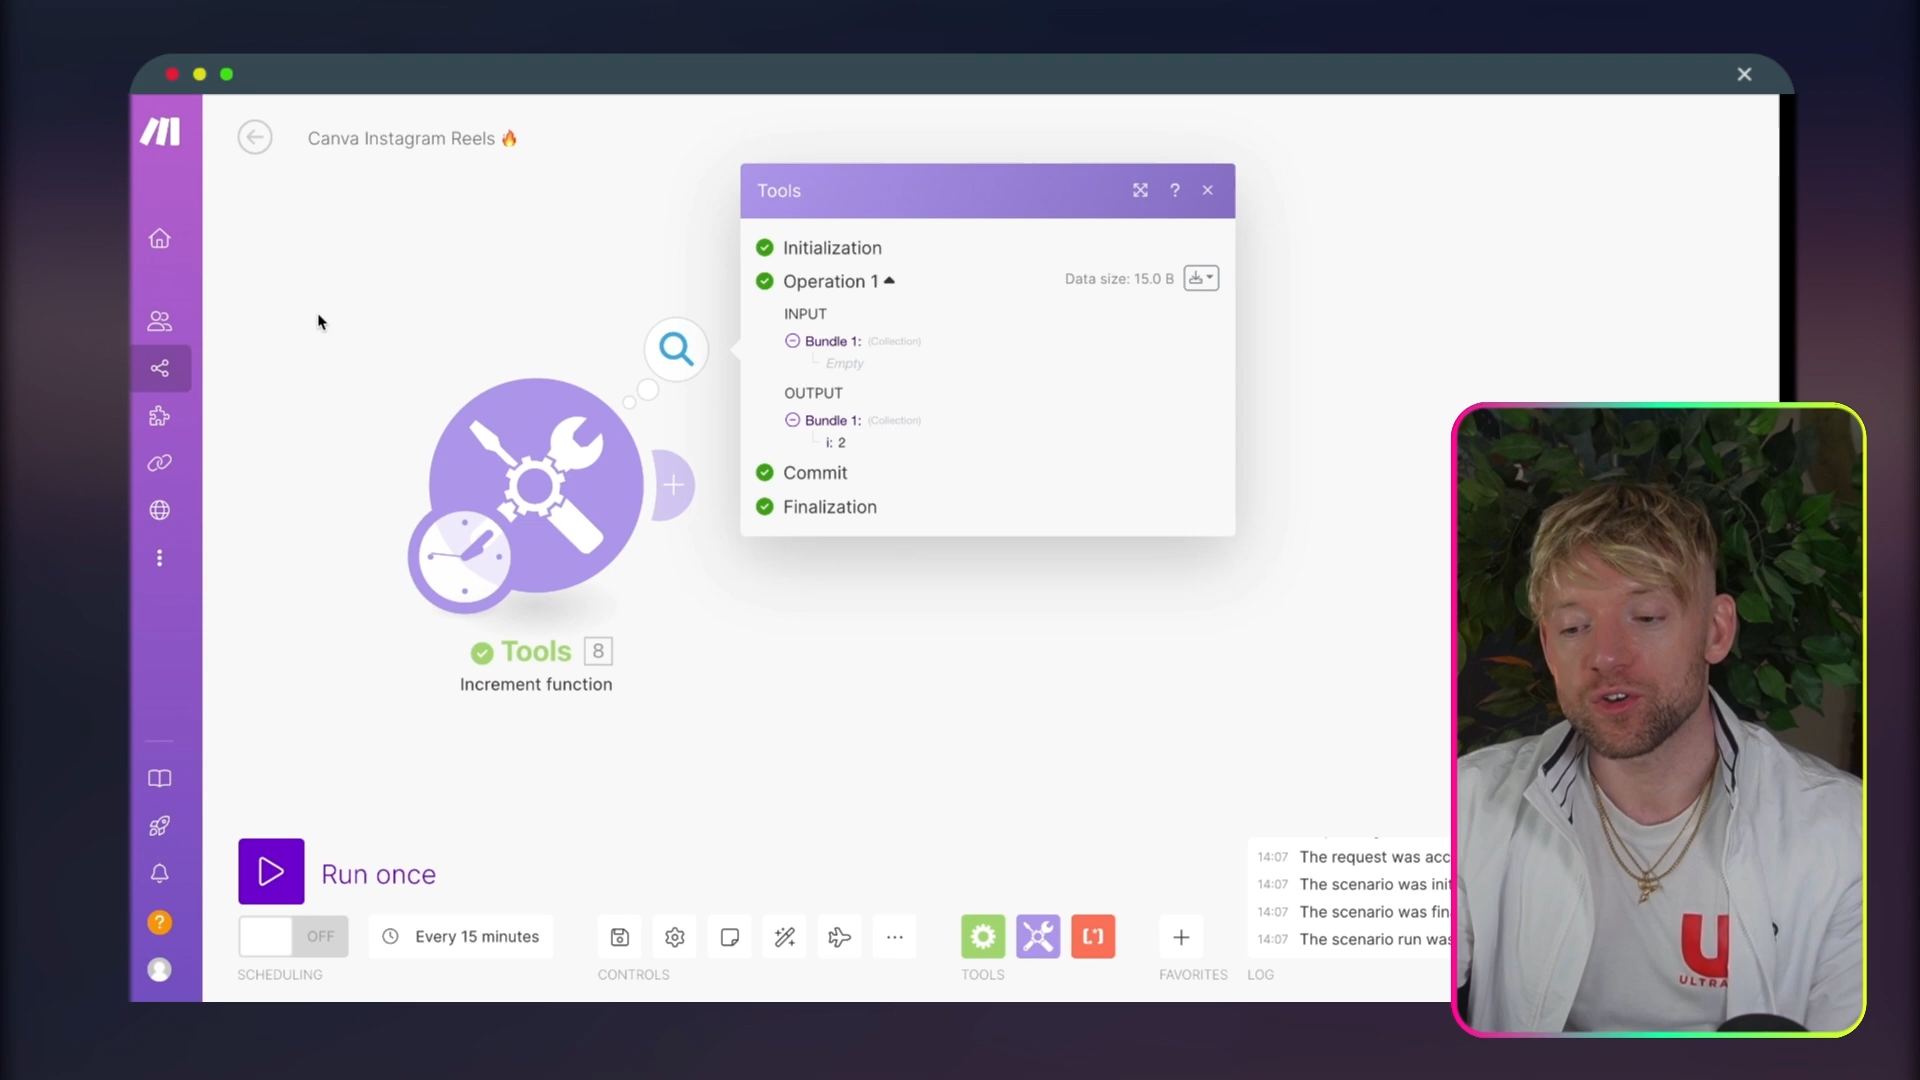 Canva Instagram Reels 🔥
Tools
Initialization
Operation 1
Data size: 15.0 B
INPUT
Bundle 1: (Collection)
Empty
OUTPUT
Bundle 1: (Collection)
i: 2
Commit
Finalization
Tools 8
Increment function
Run once
OFF
Every 15 minutes
SCHEDULING
CONTROLS
TOOLS
FAVORITES
LOG
14:07 The request was acc
14:07 The scenario was init
14:07 The scenario was fin
14:07 The scenario run was
U
ULTRA